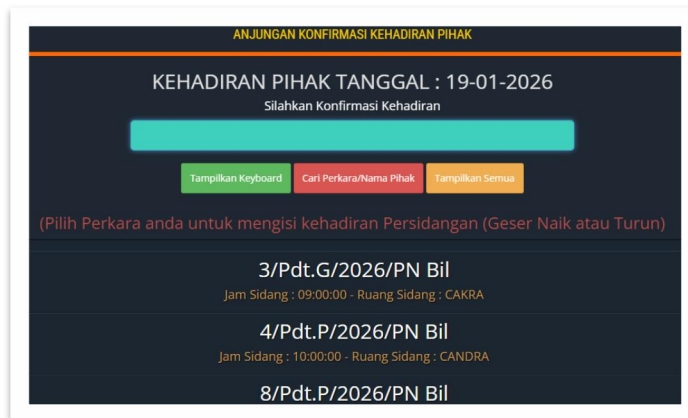 ANJUNGAN KONFIRMASI KEHADIRAN PIHAK
KEHADIRAN PIHAK TANGGAL : 19-01-2026
Silahkan Konfirmasi Kehadiran
Tampilkan Keyboard
Cari Perkara/Nama Pihak
Tampilkan Semua
(Pilih Perkara anda untuk mengisi kehadiran Persidangan (Geser Naik atau Turun)
3/Pdt.G/2026/PN Bil
Jam Sidang : 09:00:00 - Ruang Sidang : CAKRA
4/Pdt.P/2026/PN Bil
Jam Sidang : 10:00:00 - Ruang Sidang : CANDRA
8/Pdt.P/2026/PN Bil